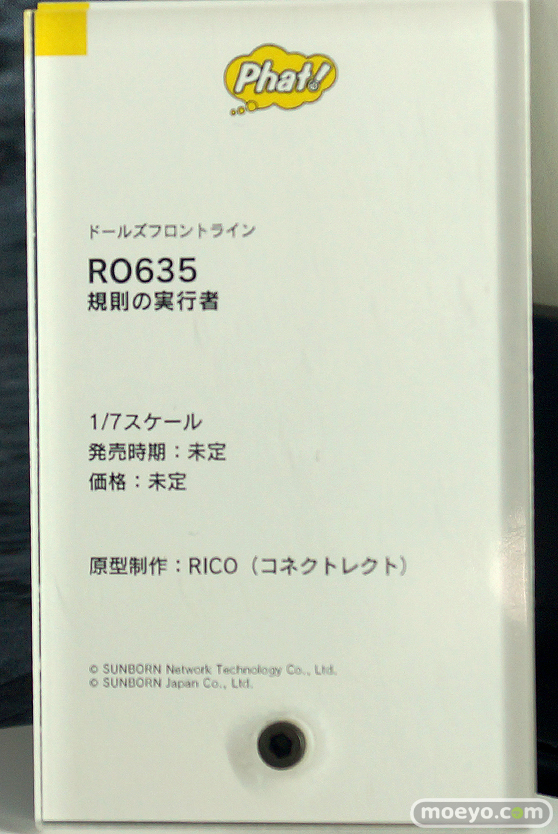 Phat!
ドールズフロントライン
RO635
規則の実行者
1/7スケール
発売時期：未定
価格：未定
原型制作：RICO（コネクトレクト）
© SUNBORN Network Technology Co., Ltd.
© SUNBORN Japan Co., Ltd.
moeyo.com